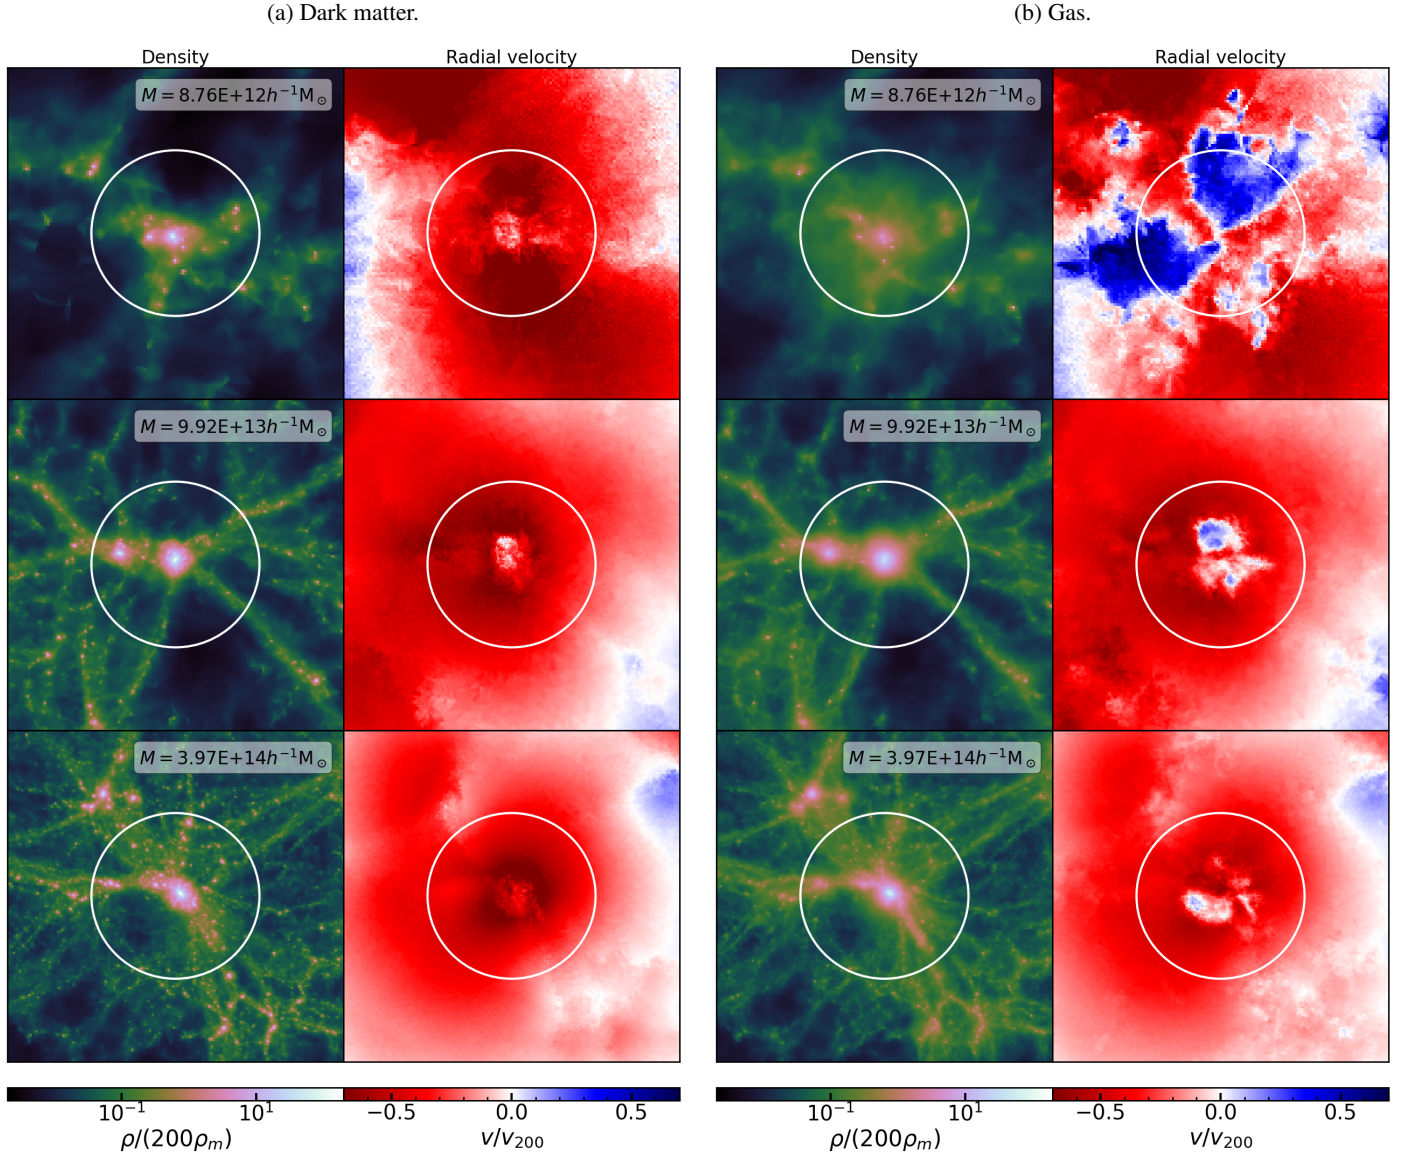 (a) Dark matter.
(b) Gas.
Density
Radial velocity
Density
Radial velocity
M = 8.76E+12h⁻¹M⊙
M = 8.76E+12h⁻¹M⊙
M = 9.92E+13h⁻¹M⊙
M = 9.92E+13h⁻¹M⊙
M = 3.97E+14h⁻¹M⊙
M = 3.97E+14h⁻¹M⊙
10⁻¹ 10¹ −0.5 0.0 0.5
10⁻¹ 10¹ −0.5 0.0 0.5
ρ/(200ρₘ) v/v₂₀₀
ρ/(200ρₘ) v/v₂₀₀